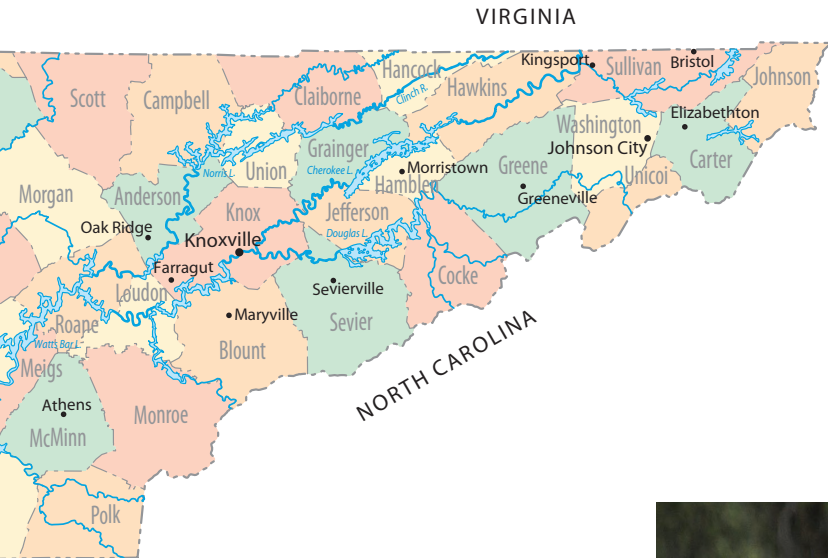 VIRGINIA
Kingsport
Bristol
Hancock
Sullivan
Johnson
Scott
Campbell
Claiborne
Clinch R.
Hawkins
Elizabethton
Washington
Johnson City
Carter
Grainger
Union
Norris L.
Cherokee L.
Morristown
Hamblen
Greene
Greeneville
Unicoi
Morgan
Anderson
Oak Ridge
Knox
Knoxville
Jefferson
Douglas L.
Farragut
Loudon
Sevierville
Cocke
Roane
Watts Bar L.
Maryville
Sevier
Blount
NORTH CAROLINA
Meigs
Athens
McMinn
Monroe
Polk